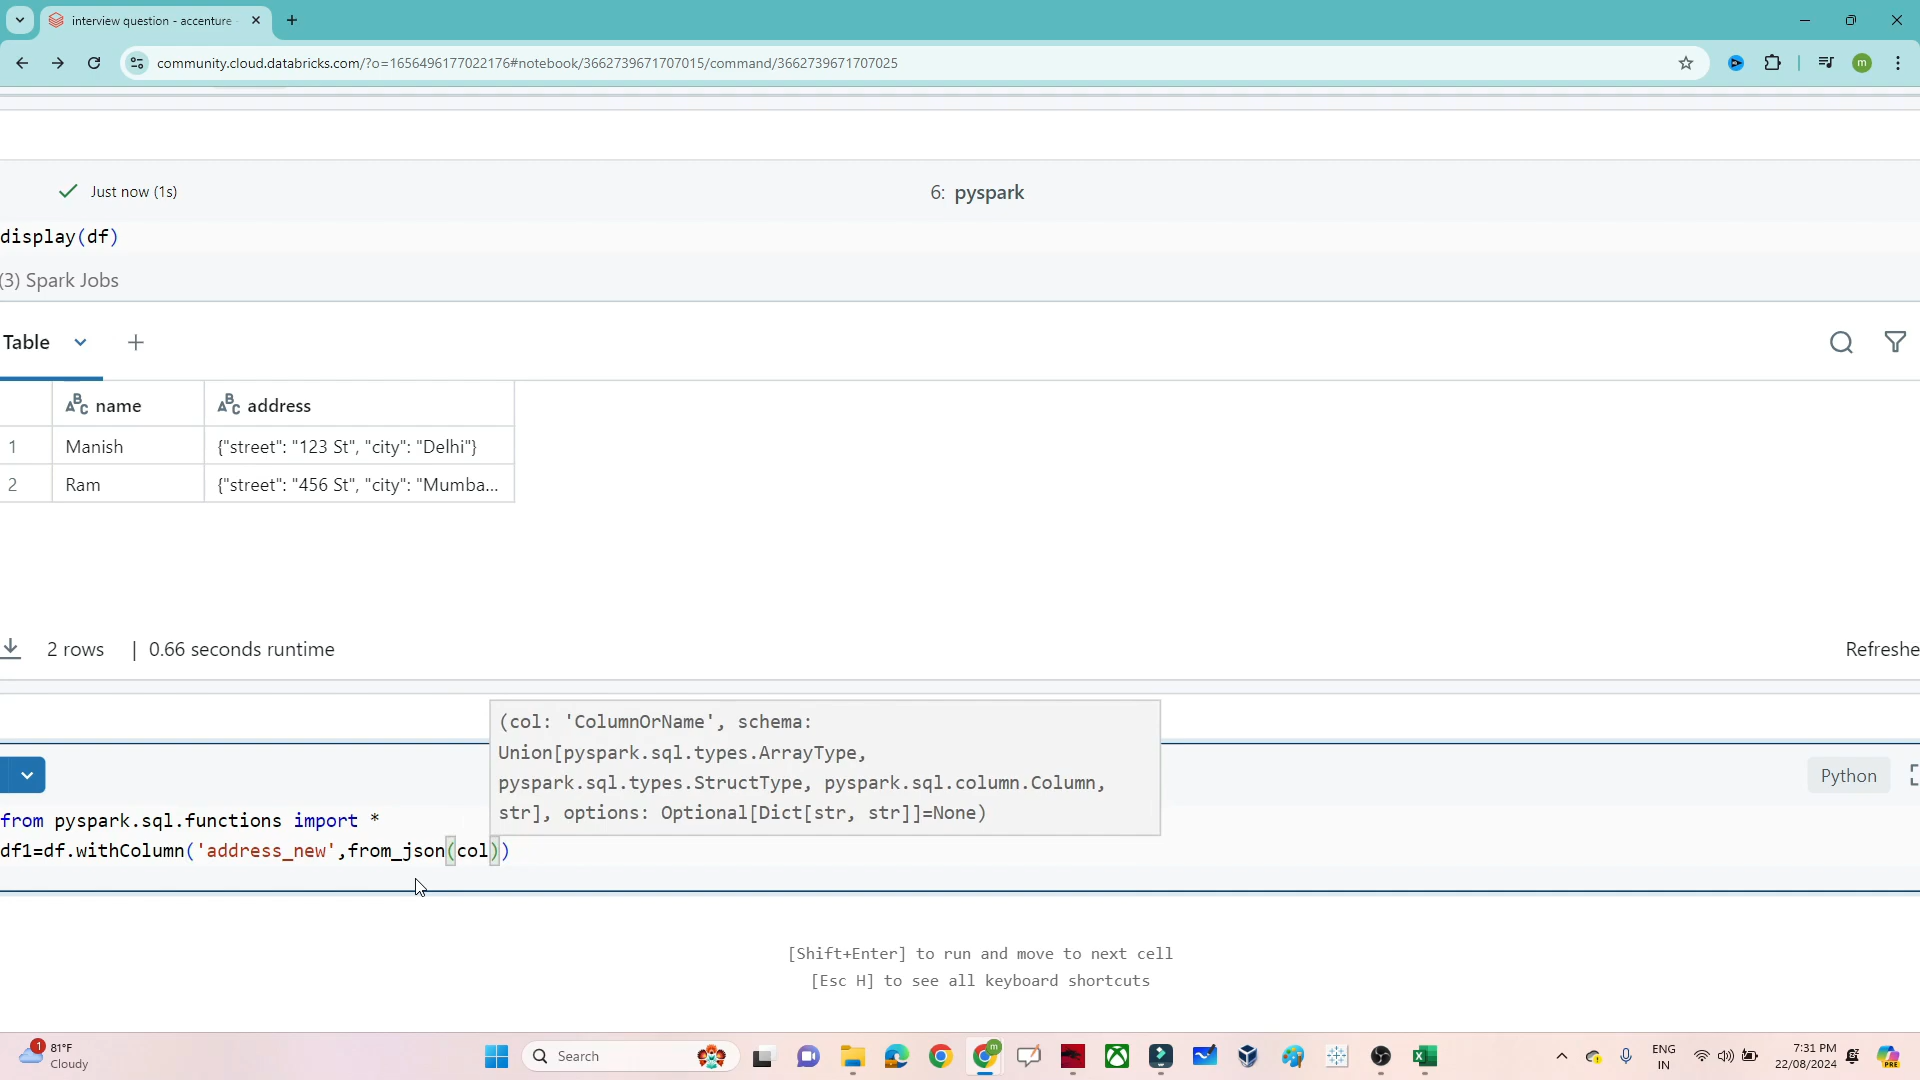 interview question - accenture -
community.cloud.databricks.com/?o=1656496177022176#notebook/3662739671707015/command/3662739671707025
m
Just now (1s)
6: pyspark
display(df)
(3) Spark Jobs
Table
name address
1 Manish {"street": "123 St", "city": "Delhi"}
2 Ram {"street": "456 St", "city": "Mumba...
2 rows | 0.66 seconds runtime
Refreshe
(col: 'ColumnOrName', schema:
Union[pyspark.sql.types.ArrayType,
pyspark.sql.types.StructType, pyspark.sql.column.Column,
str], options: Optional[Dict[str, str]]=None)
Python
from pyspark.sql.functions import *
df1=df.withColumn('address_new',from_json(col))
[Shift+Enter] to run and move to next cell
[Esc H] to see all keyboard shortcuts
1
81°F
Cloudy
Search
m
ENG
IN
7:31 PM
22/08/2024
PRE